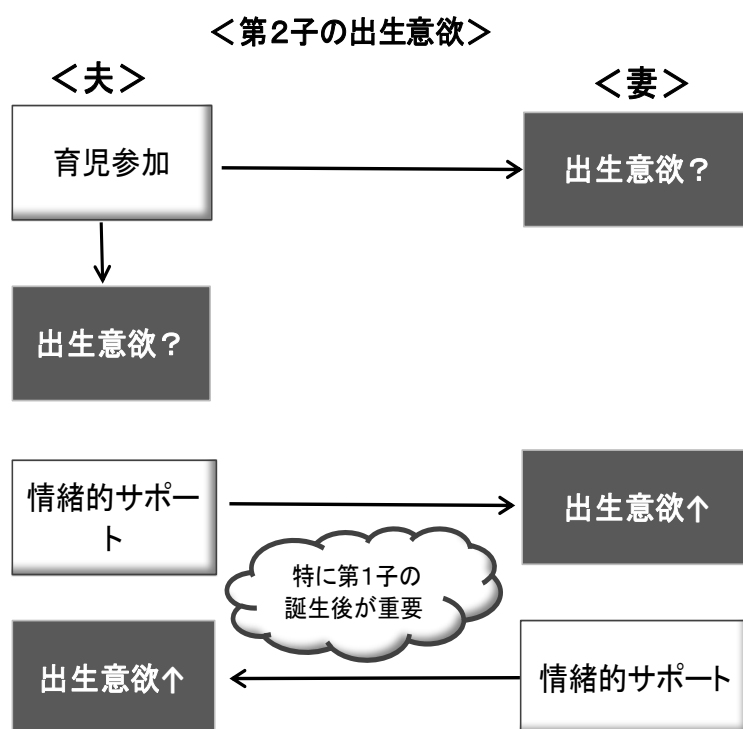 ＜第２子の出生意欲＞
＜夫＞
＜妻＞
育児参加
出生意欲？
出生意欲？
情緒的サポー
ト
出生意欲↑
特に第1子の
誕生後が重要
出生意欲↑
情緒的サポート